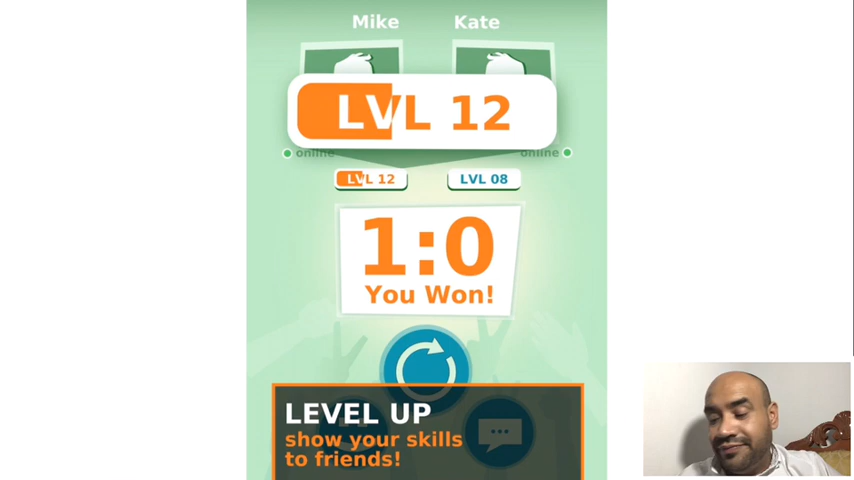 Mike Kate
LVL 12
online online
LVL 12 LVL 08
1:0
You Won!
LEVEL UP
show your skills
to friends!